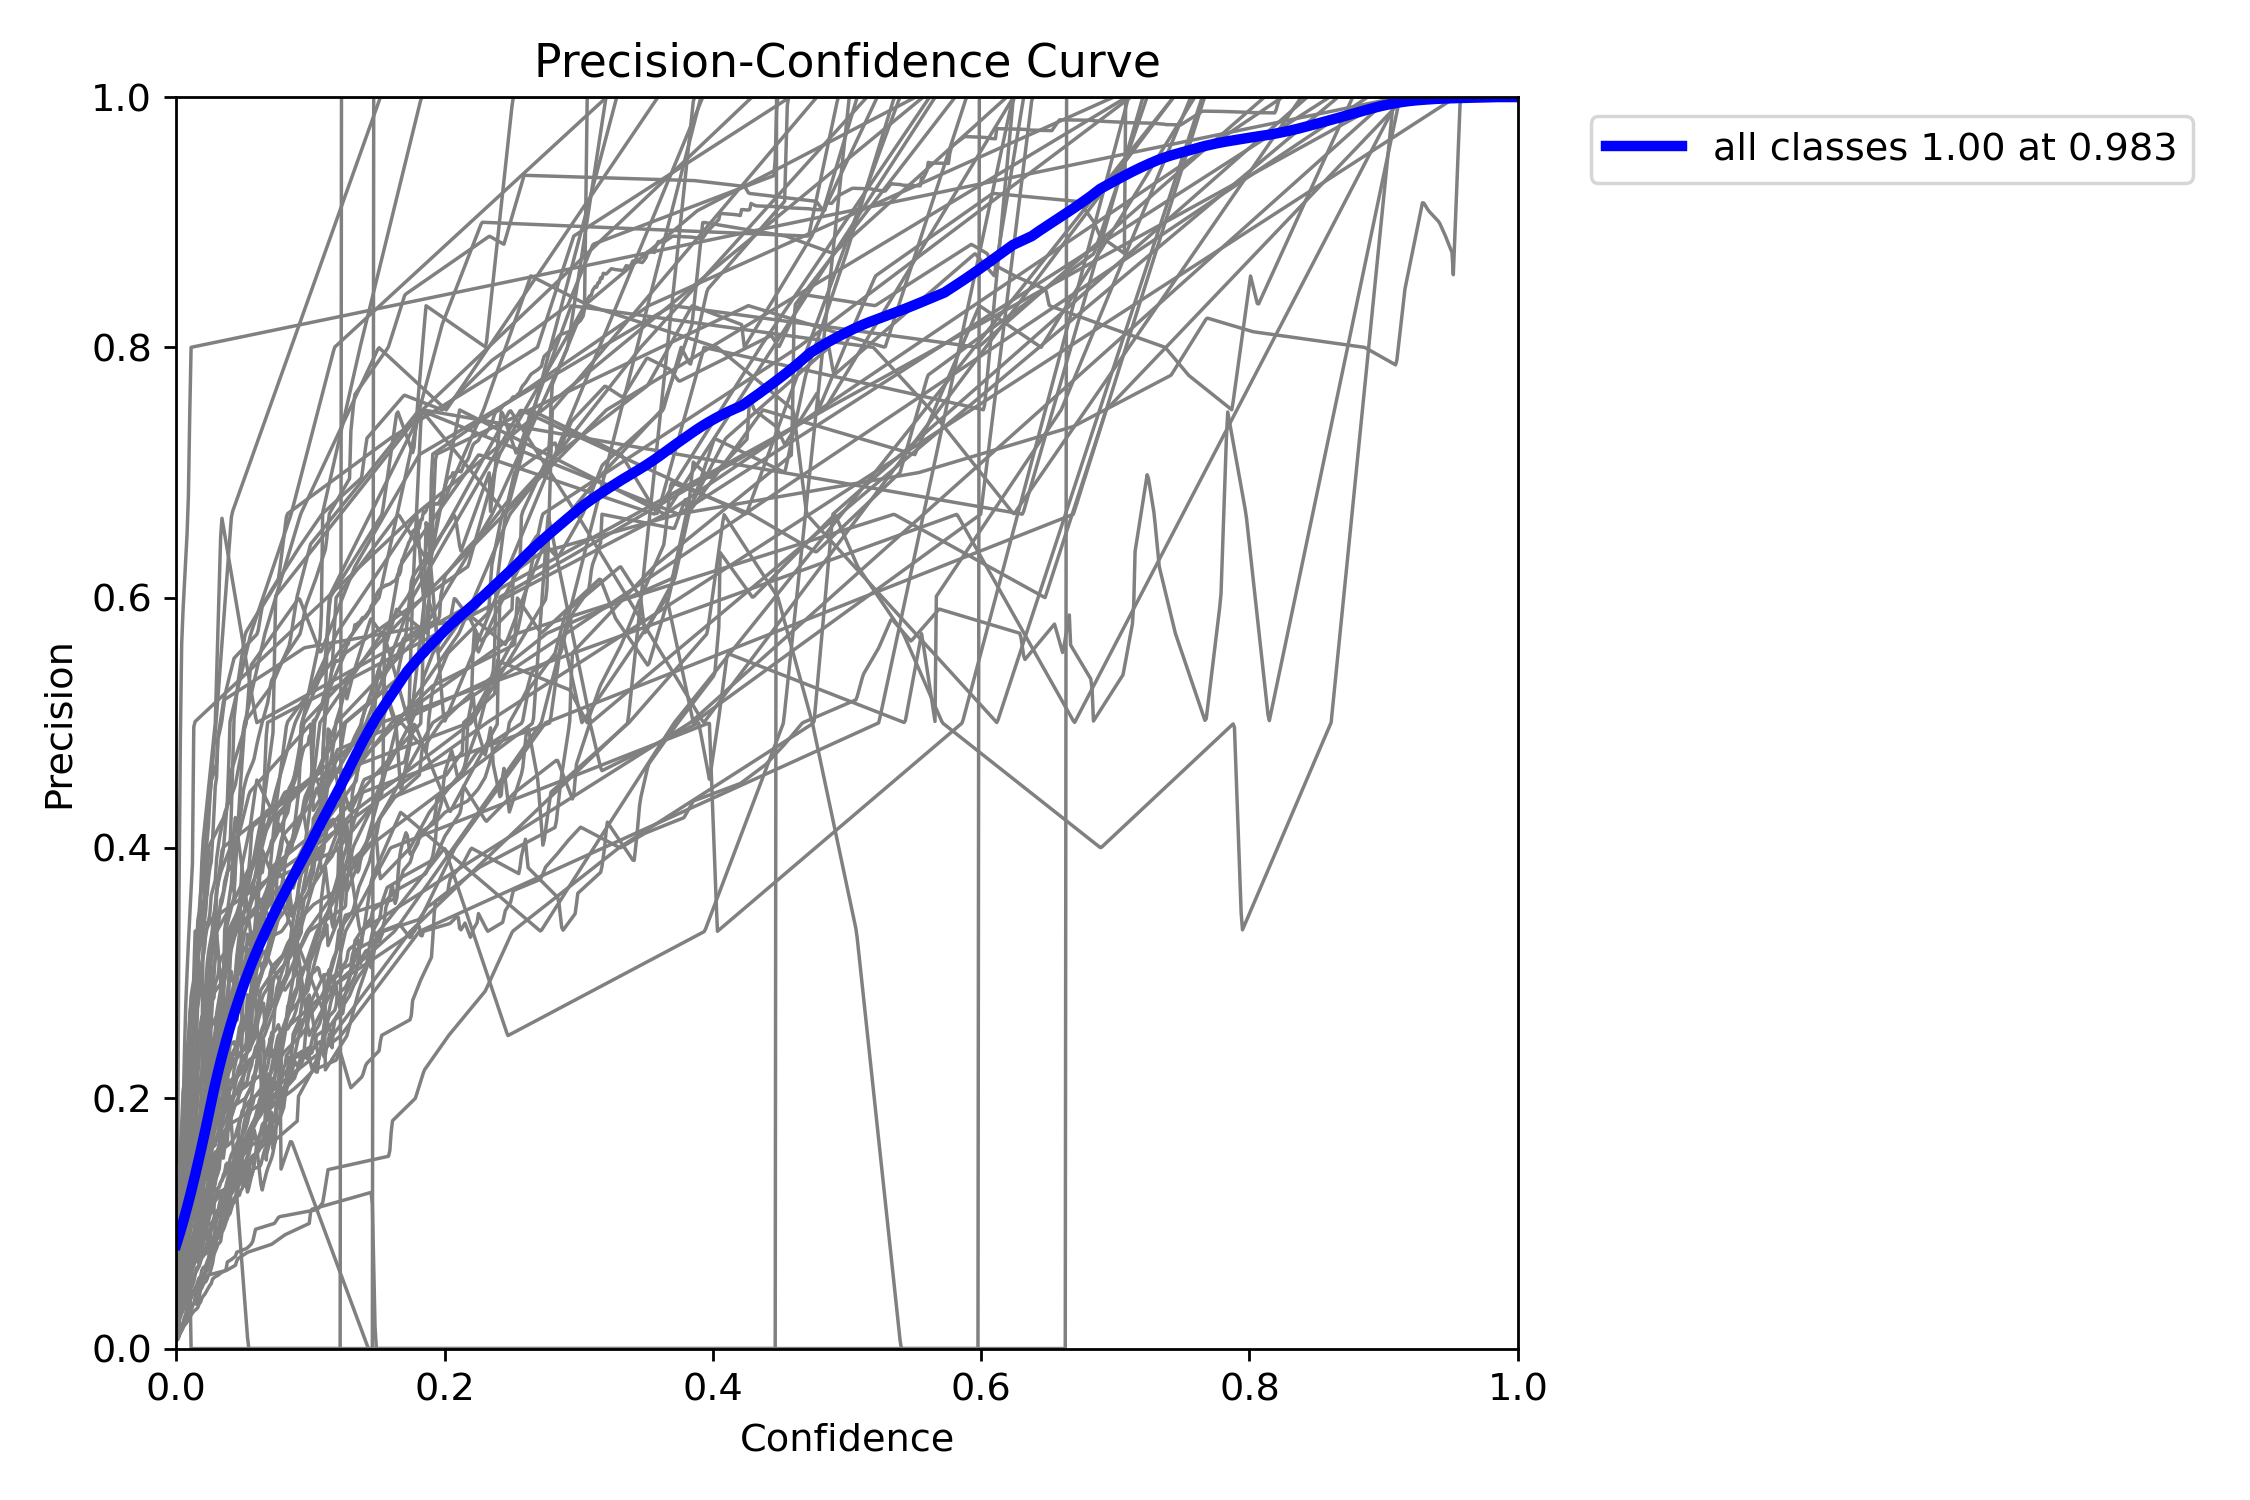 Precision-Confidence Curve
all classes 1.00 at 0.983
1.0
0.8
0.6
0.4
0.2
0.0
Precision
0.0 0.2 0.4 0.6 0.8 1.0
Confidence